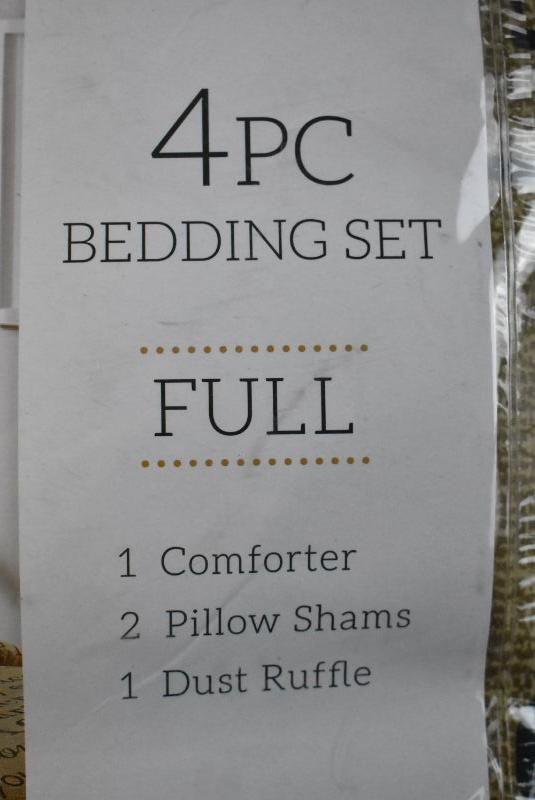 4PC
BEDDING SET
FULL
1 Comforter
2 Pillow Shams
1 Dust Ruffle